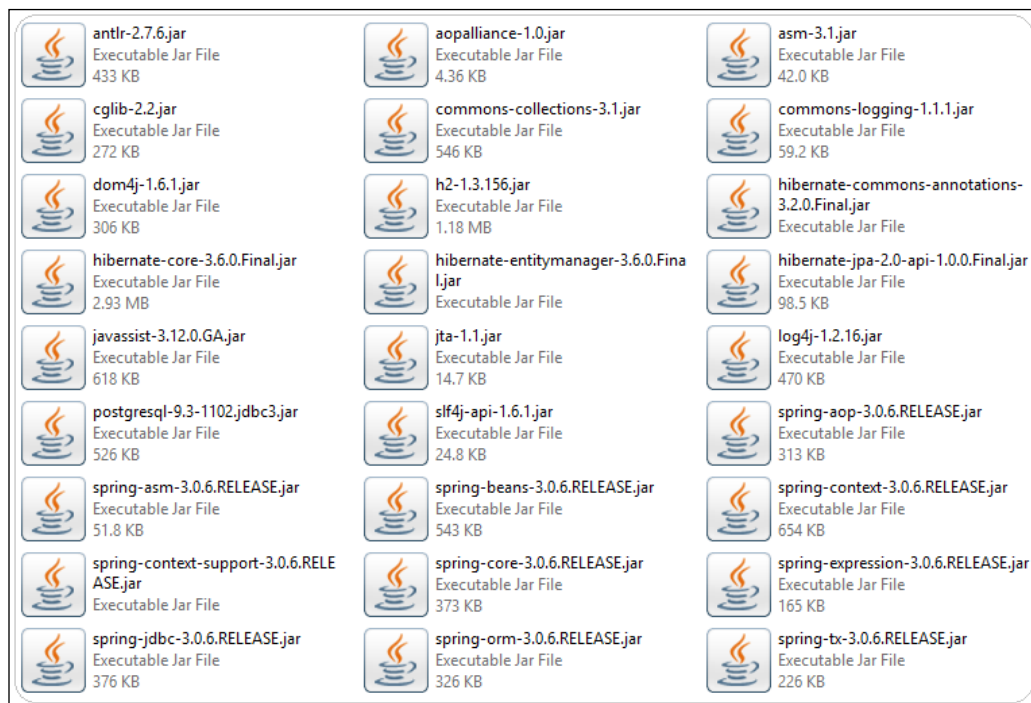 antlr-2.7.6.jar
Executable Jar File
433 KB
aopalliance-1.0.jar
Executable Jar File
4.36 KB
asm-3.1.jar
Executable Jar File
42.0 KB
cglib-2.2.jar
Executable Jar File
272 KB
commons-collections-3.1.jar
Executable Jar File
546 KB
commons-logging-1.1.1.jar
Executable Jar File
59.2 KB
dom4j-1.6.1.jar
Executable Jar File
306 KB
h2-1.3.156.jar
Executable Jar File
1.18 MB
hibernate-commons-annotations-
3.2.0.Final.jar
Executable Jar File
hibernate-core-3.6.0.Final.jar
Executable Jar File
2.93 MB
hibernate-entitymanager-3.6.0.Fina
l.jar
Executable Jar File
hibernate-jpa-2.0-api-1.0.0.Final.jar
Executable Jar File
98.5 KB
javassist-3.12.0.GA.jar
Executable Jar File
618 KB
jta-1.1.jar
Executable Jar File
14.7 KB
log4j-1.2.16.jar
Executable Jar File
470 KB
postgresql-9.3-1102.jdbc3.jar
Executable Jar File
526 KB
slf4j-api-1.6.1.jar
Executable Jar File
24.8 KB
spring-aop-3.0.6.RELEASE.jar
Executable Jar File
313 KB
spring-asm-3.0.6.RELEASE.jar
Executable Jar File
51.8 KB
spring-beans-3.0.6.RELEASE.jar
Executable Jar File
543 KB
spring-context-3.0.6.RELEASE.jar
Executable Jar File
654 KB
spring-context-support-3.0.6.RELE
ASE.jar
Executable Jar File
spring-core-3.0.6.RELEASE.jar
Executable Jar File
373 KB
spring-expression-3.0.6.RELEASE.jar
Executable Jar File
165 KB
spring-jdbc-3.0.6.RELEASE.jar
Executable Jar File
376 KB
spring-orm-3.0.6.RELEASE.jar
Executable Jar File
326 KB
spring-tx-3.0.6.RELEASE.jar
Executable Jar File
226 KB